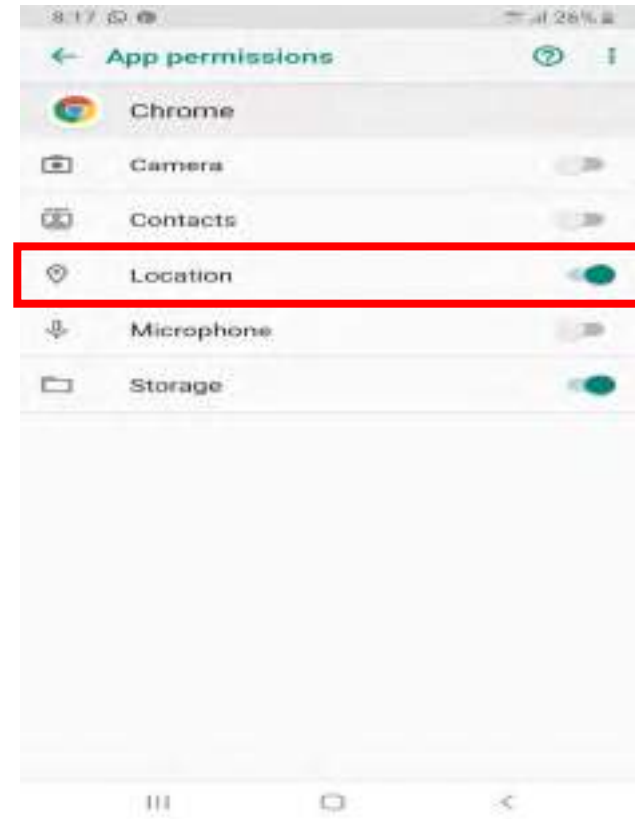 8:17 26%
App permissions
Chrome
Camera
Contacts
Location
Microphone
Storage